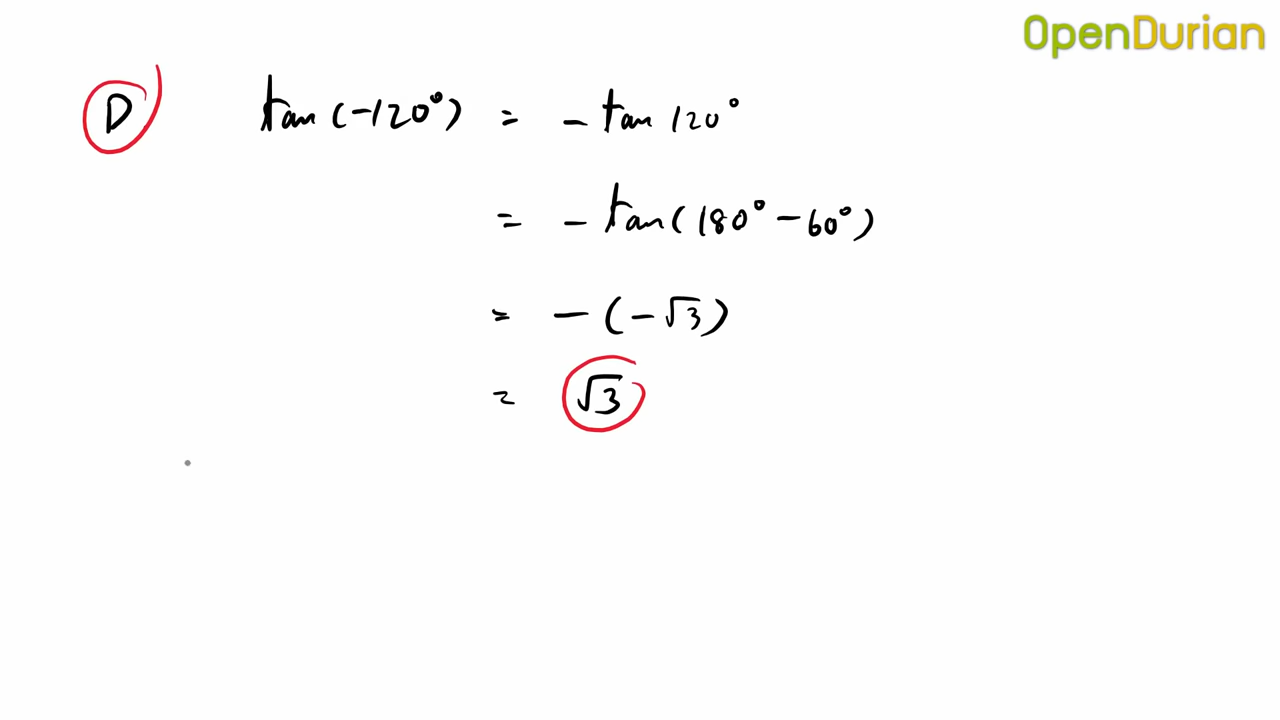 OpenDurian
D tan(-120°) = -tan 120°
= -tan(180° - 60°)
= -(-√3)
= √3